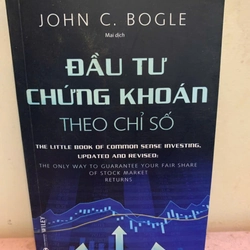 JOHN C. BOGLE
Mai dịch
ĐẦU TƯ
CHỨNG KHOÁN
THEO CHỈ SỐ
THE LITTLE BOOK OF COMMON SENSE INVESTING,
UPDATED AND REVISED:
THE ONLY WAY TO GUARANTEE YOUR FAIR SHARE
OF STOCK MARKET
RETURNS
WILEY